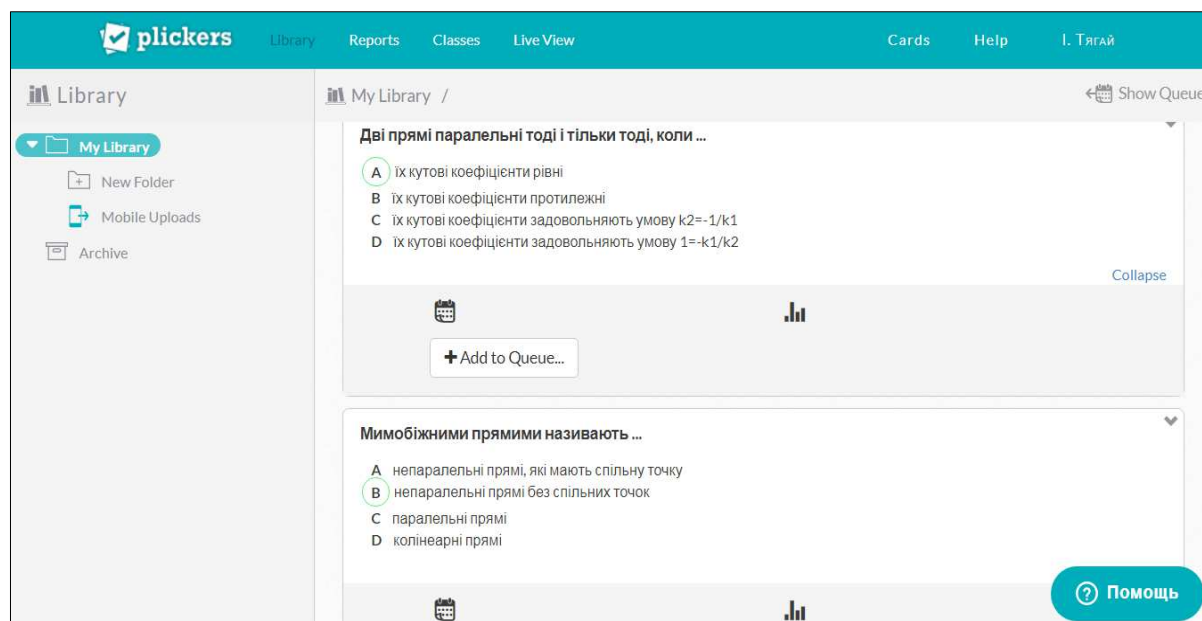 plickers Library Reports Classes Live View Cards Help І. Тягай
Library
My Library / Show Queue
My Library
New Folder
Mobile Uploads
Archive
Дві прямі паралельні тоді і тільки тоді, коли ...
A їх кутові коефіцієнти рівні
B їх кутові коефіцієнти протилежні
C їх кутові коефіцієнти задовольняють умову k2=-1/k1
D їх кутові коефіцієнти задовольняють умову 1=-k1/k2
Collapse
+ Add to Queue...
Мимобіжними прямими називають ...
A непаралельні прямі, які мають спільну точку
B непаралельні прямі без спільних точок
C паралельні прямі
D колінеарні прямі
? Помощь